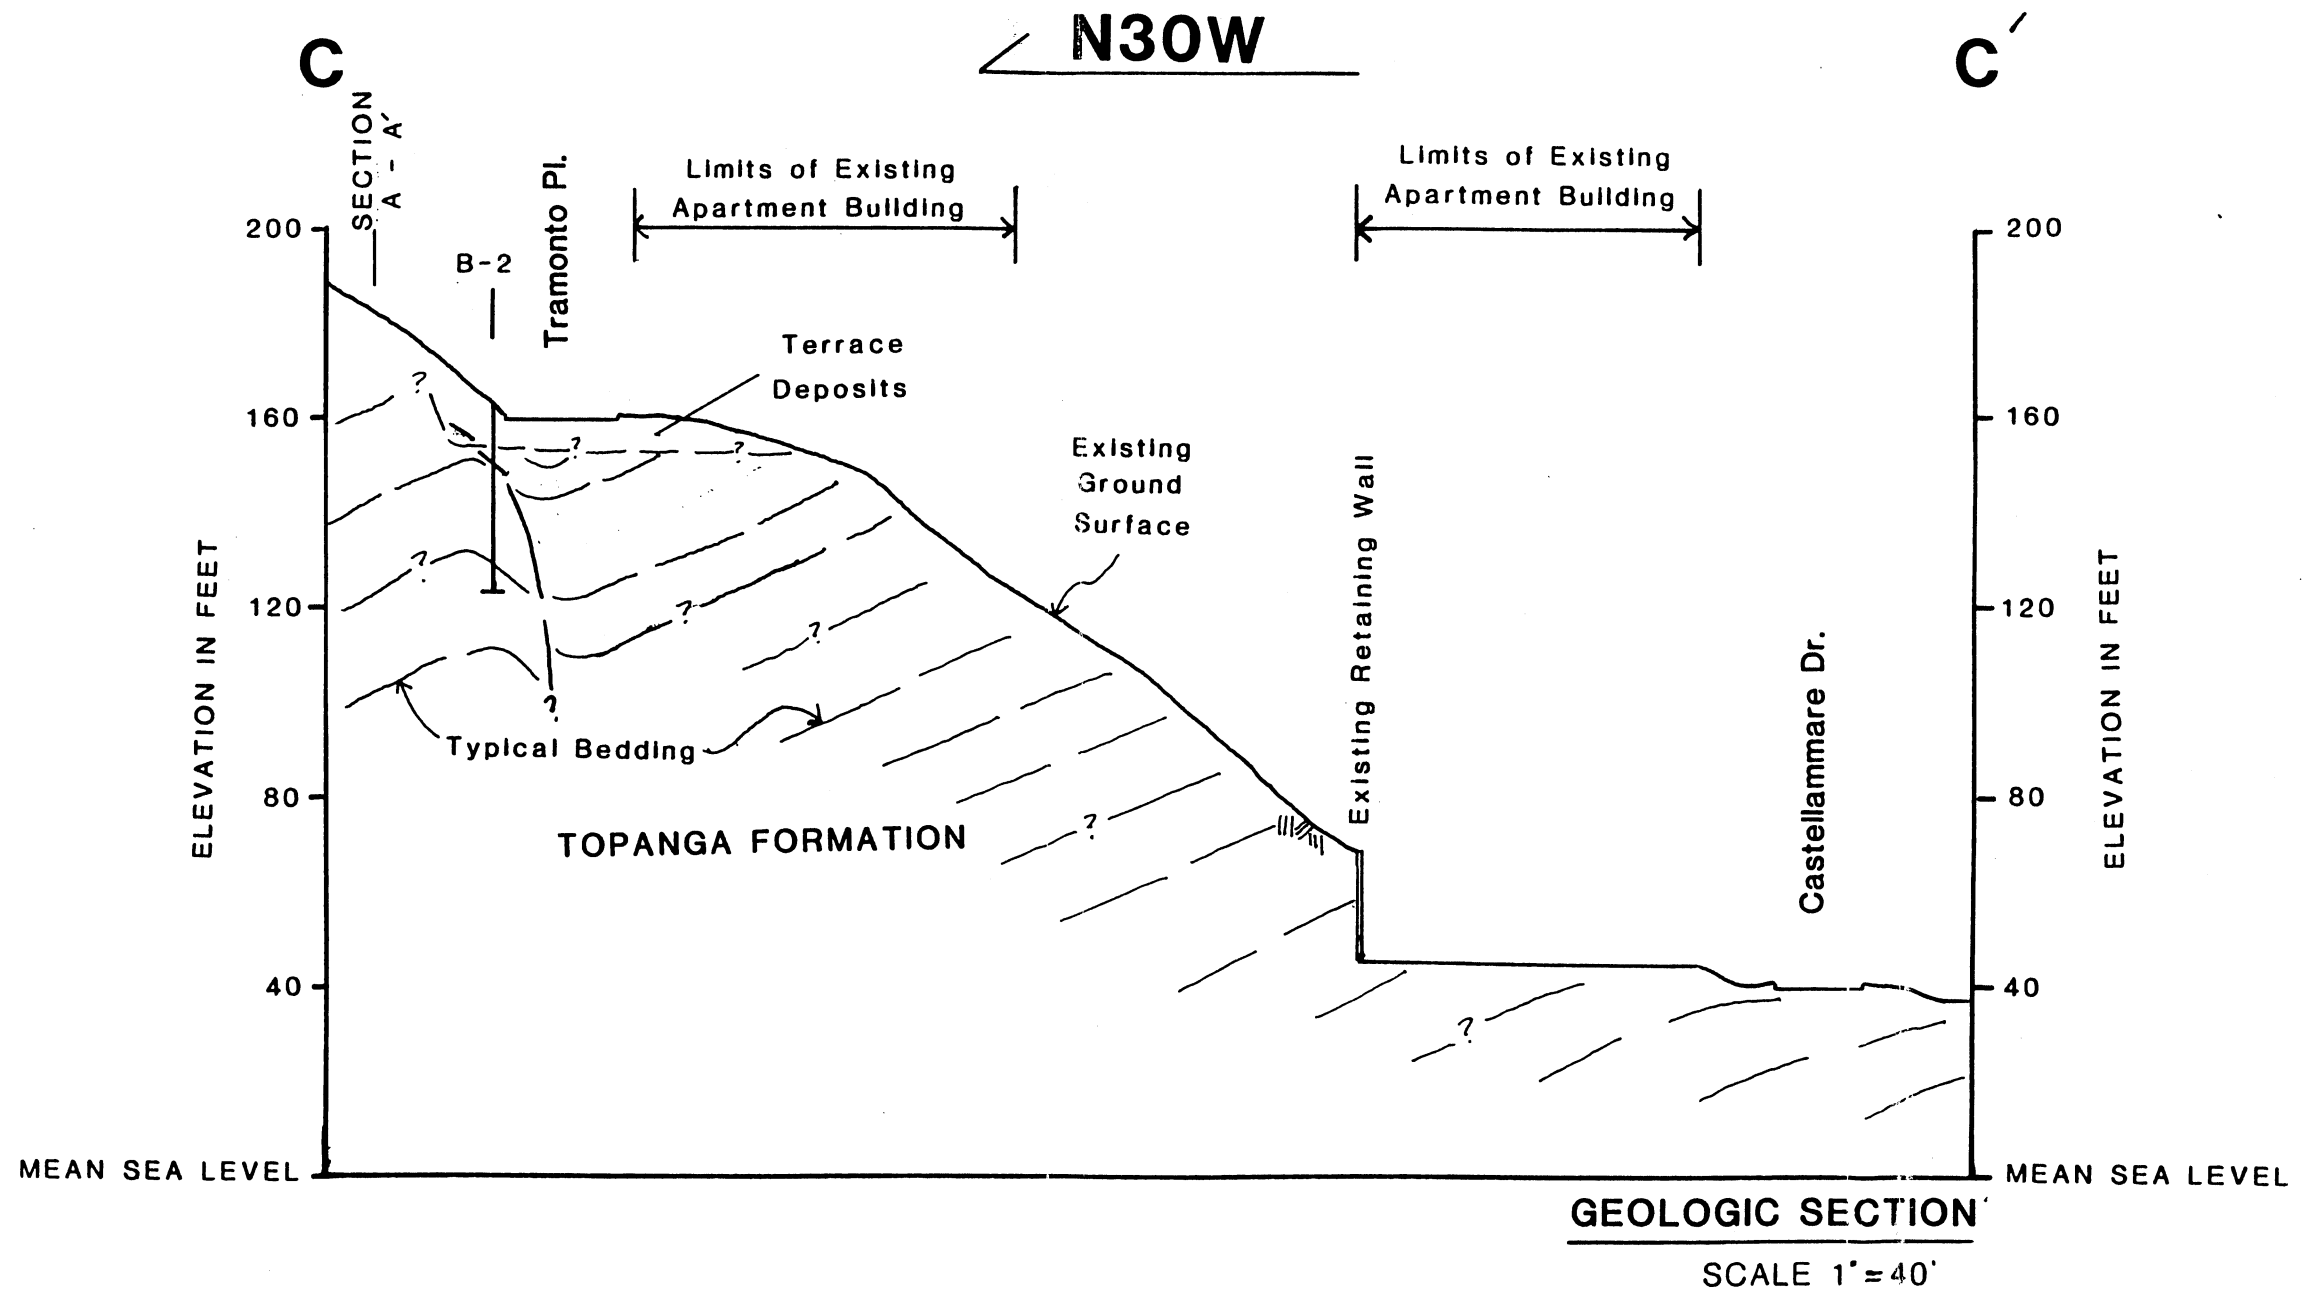 N30W
C
C'
SECTION
A - A'
B-2
Tramonto Pl.
Limits of Existing
Apartment Building
Limits of Existing
Apartment Building
200
200
Terrace
Deposits
?
160
160
?
?
Existing
Ground
Surface
Existing Retaining Wall
ELEVATION IN FEET
ELEVATION IN FEET
?
120
120
?
?
Castellammare Dr.
?
Typical Bedding
80
80
TOPANGA FORMATION
?
40
40
?
MEAN SEA LEVEL
MEAN SEA LEVEL
GEOLOGIC SECTION
SCALE 1"=40'